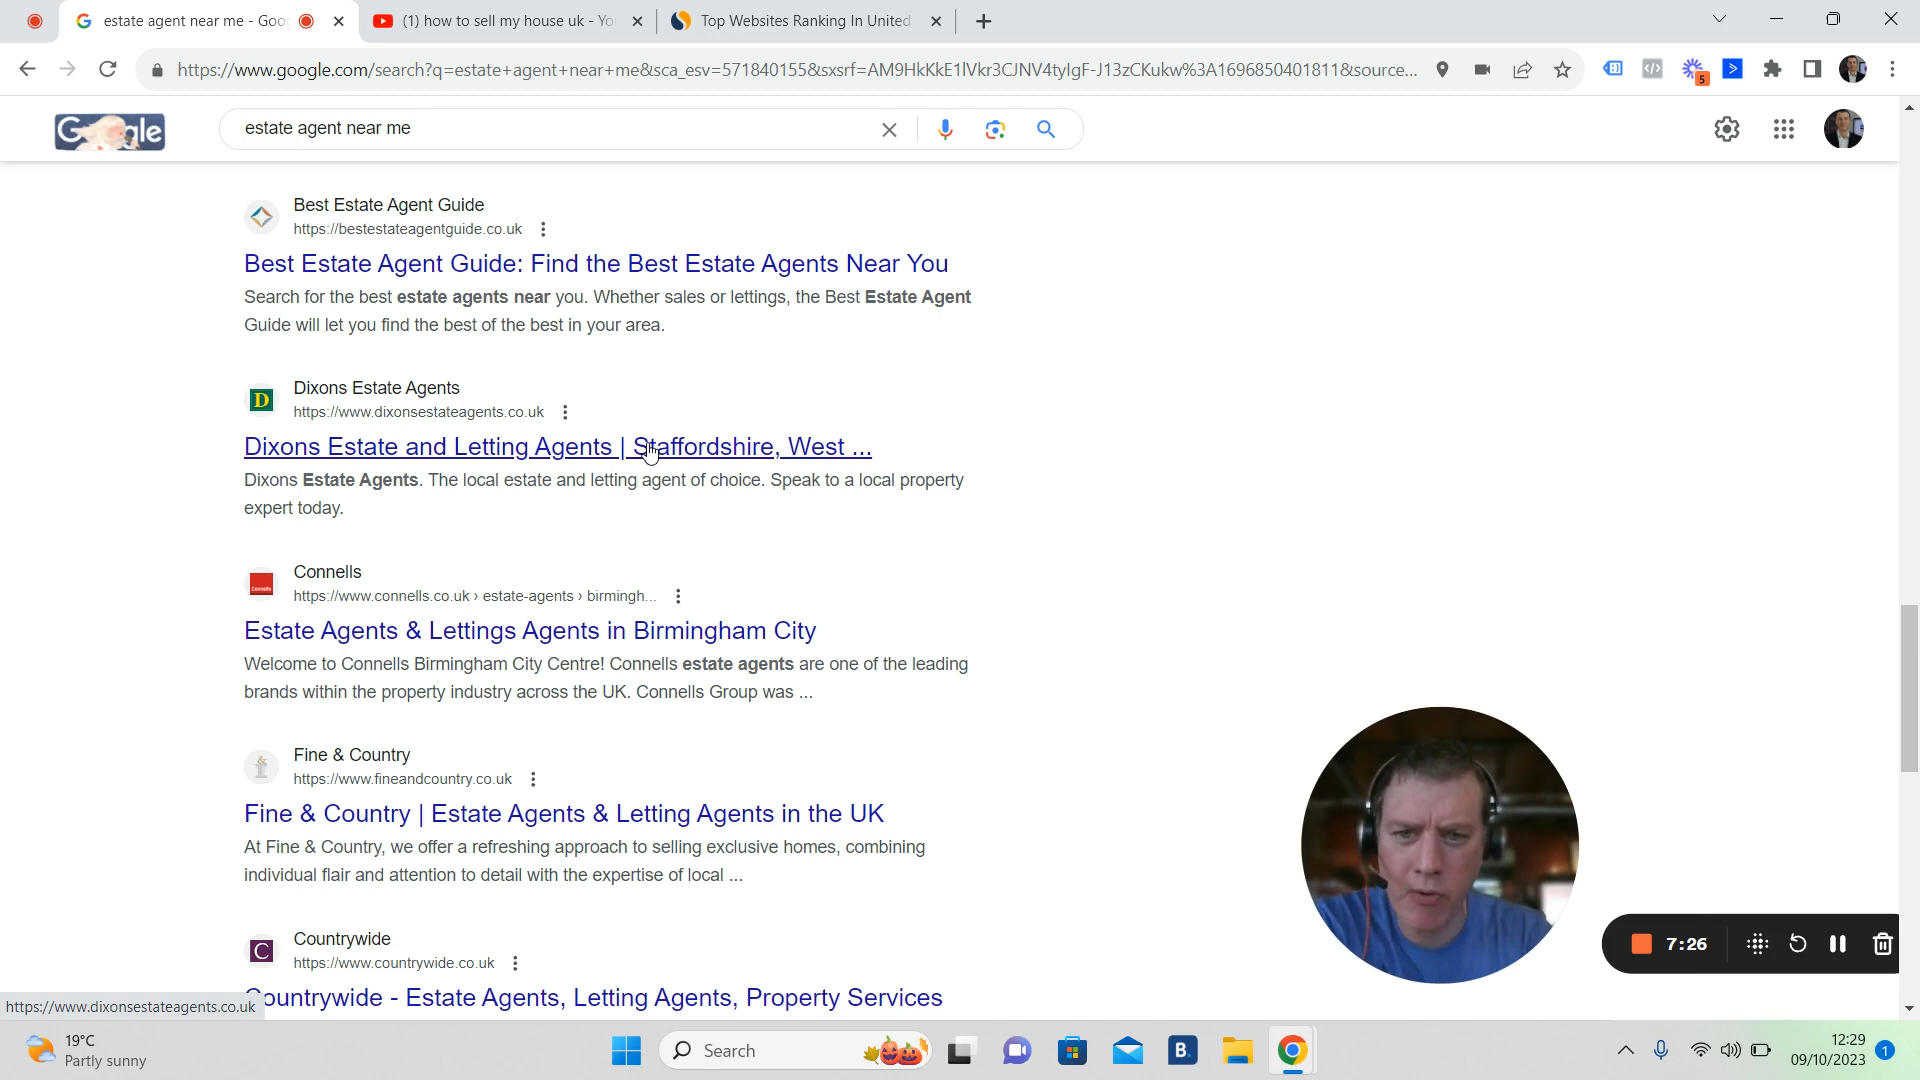 estate agent near me - Goo
(1) how to sell my house uk - Yo
Top Websites Ranking In United
https://www.google.com/search?q=estate+agent+near+me&sca_esv=571840155&sxsrf=AM9HkKkE1lVkr3CJNV4tyIgF-J13zCKukw%3A1696850401811&source...
5
estate agent near me
Best Estate Agent Guide
https://bestestateagentguide.co.uk
Best Estate Agent Guide: Find the Best Estate Agents Near You
Search for the best estate agents near you. Whether sales or lettings, the Best Estate Agent
Guide will let you find the best of the best in your area.
D
Dixons Estate Agents
https://www.dixonsestateagents.co.uk
Dixons Estate and Letting Agents | Staffordshire, West ...
Dixons Estate Agents. The local estate and letting agent of choice. Speak to a local property
expert today.
Connells
Connells
https://www.connells.co.uk › estate-agents › birmingh...
Estate Agents & Lettings Agents in Birmingham City
Welcome to Connells Birmingham City Centre! Connells estate agents are one of the leading
brands within the property industry across the UK. Connells Group was ...
Fine & Country
https://www.fineandcountry.co.uk
Fine & Country | Estate Agents & Letting Agents in the UK
At Fine & Country, we offer a refreshing approach to selling exclusive homes, combining
individual flair and attention to detail with the expertise of local ...
7:26
C
Countrywide
https://www.countrywide.co.uk
ountrywide - Estate Agents, Letting Agents, Property Services
https://www.dixonsestateagents.co.uk
19°C
Partly sunny
Search
B.
12:29
09/10/2023
1